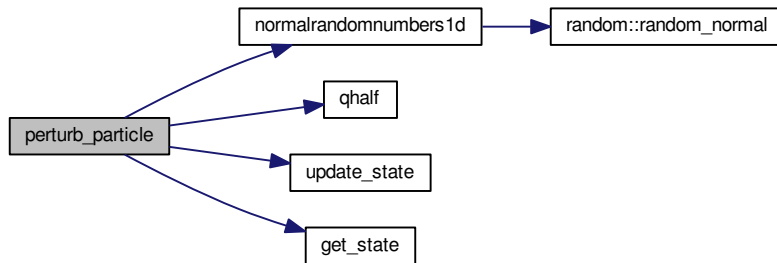 normalrandomnumbers1d
random::random_normal
qhalf
perturb_particle
update_state
get_state